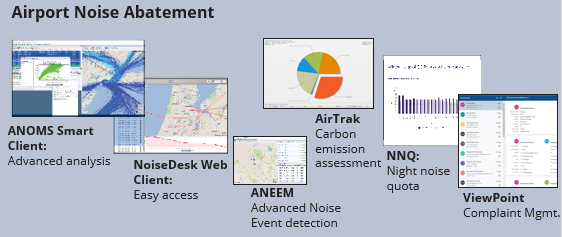 Airport Noise Abatement
ANOMS Smart
Client:
Advanced analysis
NoiseDesk Web
Client:
Easy access
AirTrak
Carbon
emission
assessment
ANEEM
Advanced Noise
Event detection
NNQ:
Night noise
quota
ViewPoint
Complaint Mgmt.